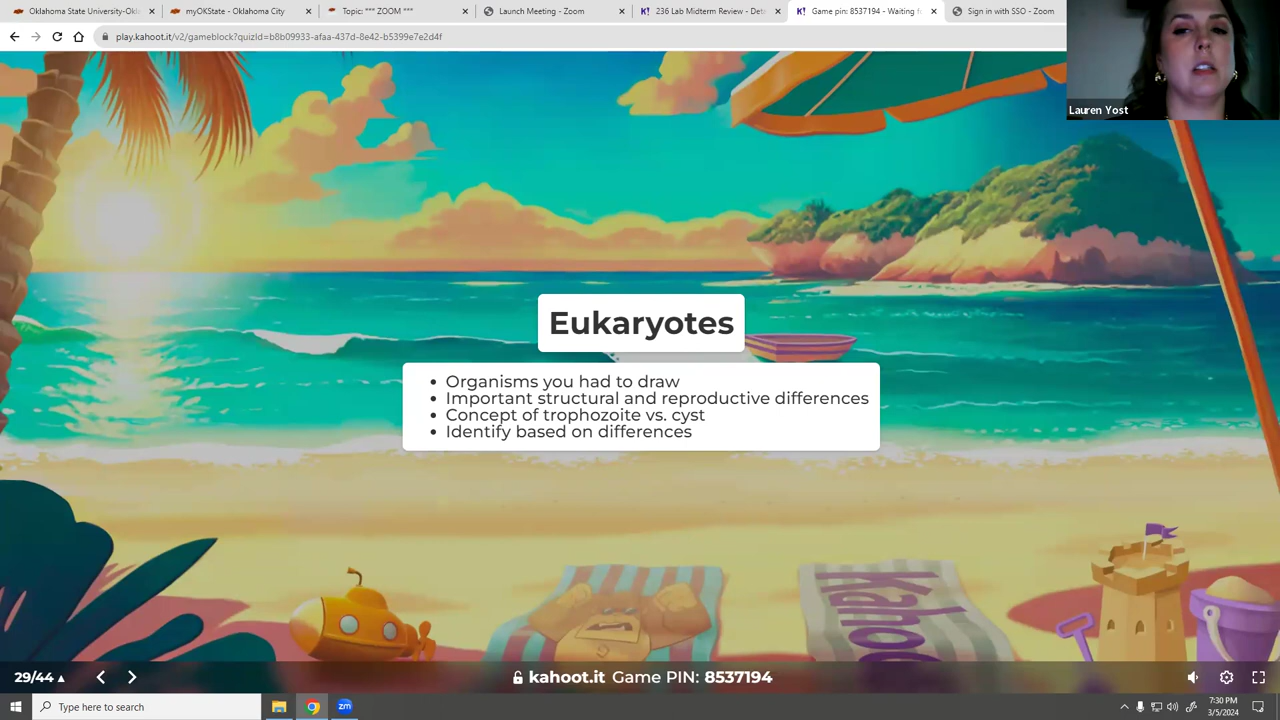 Oklahoma State University-Okl
myOKState - Oklahoma City
Topic: *** ZOOM ***
Launch Meeting - Zoom
236 Lab Midterm Review - Deta
Game pin: 8537194 - Waiting f
Sign in with SSO - Zoom
play.kahoot.it/v2/gameblock?quizId=b8b09933-afaa-437d-8e42-b5399e7e2d4f
Lauren Yost
Eukaryotes
• Organisms you had to draw
• Important structural and reproductive differences
• Concept of trophozoite vs. cyst
• Identify based on differences
Kahoo
29/44
kahoot.it Game PIN: 8537194
Type here to search
zm
7:30 PM
3/5/2024